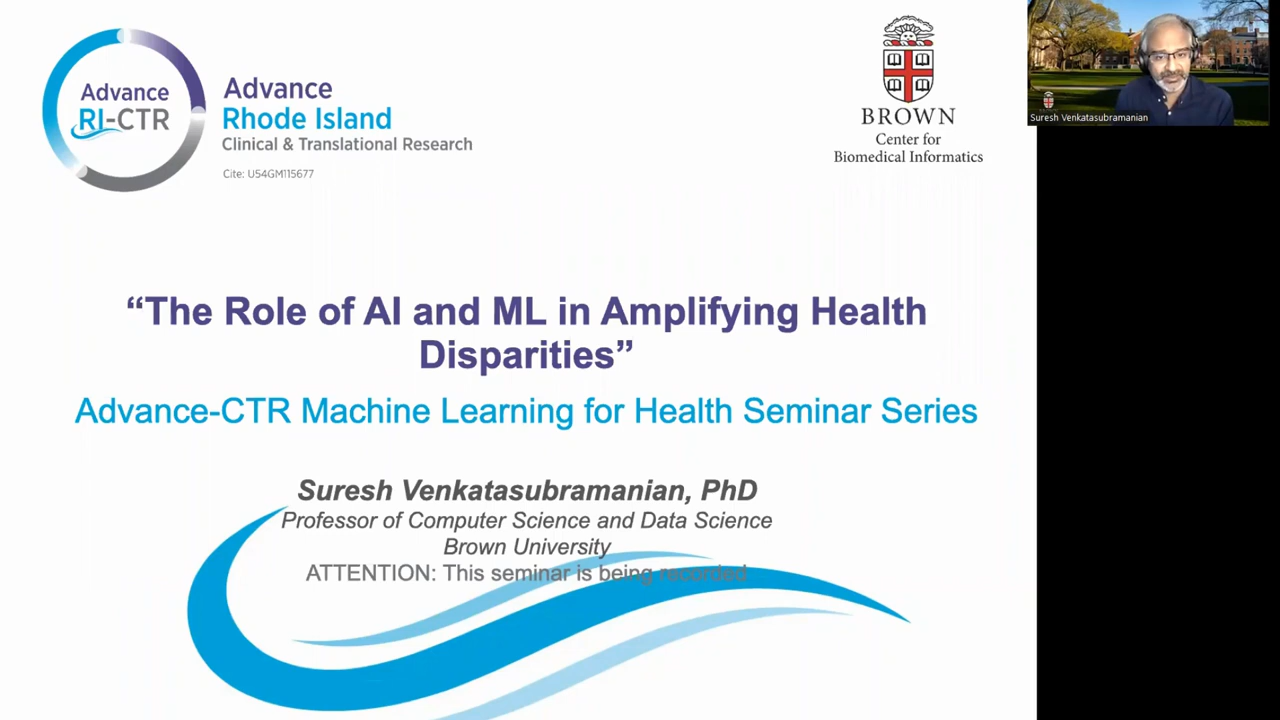 Advance
RI-CTR
Advance
Rhode Island
Clinical & Translational Research
Cite: U54GM115677
BROWN
Center for
Biomedical Informatics
Suresh Venkatasubramanian
“The Role of AI and ML in Amplifying Health
Disparities”
Advance-CTR Machine Learning for Health Seminar Series
Suresh Venkatasubramanian, PhD
Professor of Computer Science and Data Science
Brown University
ATTENTION: This seminar is being recorded